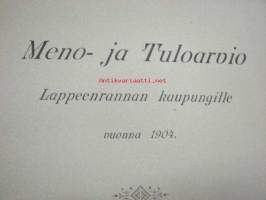 Meno- ja Tuloarvio
Antikvariaatti.net
Lappeenrannan kaupungille
vuonna 1904.